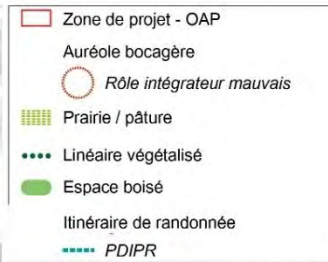 Zone de projet - OAP
Auréole bocagère
Rôle intégrateur mauvais
Prairie / pâture
Linéaire végétalisé
Espace boisé
Itinéraire de randonnée
PDIPR